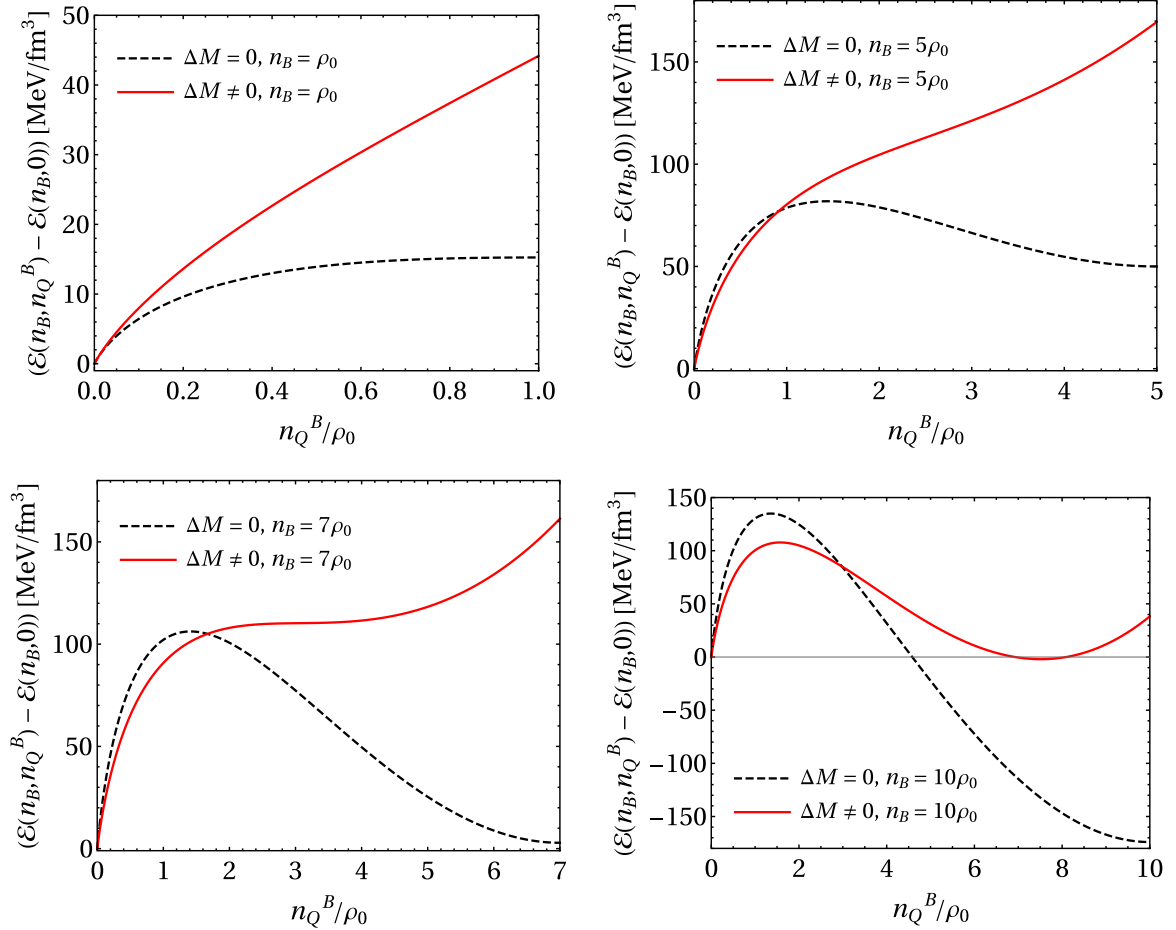 50
40
30
20
10
0
0.0 0.2 0.4 0.6 0.8 1.0
(ℰ(n_B,n_Q^B) − ℰ(n_B,0)) [MeV/fm^3]
n_Q^B/ρ_0
ΔM = 0, n_B = ρ_0
ΔM ≠ 0, n_B = ρ_0
150
100
50
0
0 1 2 3 4 5
(ℰ(n_B,n_Q^B) − ℰ(n_B,0)) [MeV/fm^3]
n_Q^B/ρ_0
ΔM = 0, n_B = 5ρ_0
ΔM ≠ 0, n_B = 5ρ_0
150
100
50
0
0 1 2 3 4 5 6 7
(ℰ(n_B,n_Q^B) − ℰ(n_B,0)) [MeV/fm^3]
n_Q^B/ρ_0
ΔM = 0, n_B = 7ρ_0
ΔM ≠ 0, n_B = 7ρ_0
150
100
50
0
−50
−100
−150
0 2 4 6 8 10
(ℰ(n_B,n_Q^B) − ℰ(n_B,0)) [MeV/fm^3]
n_Q^B/ρ_0
ΔM = 0, n_B = 10ρ_0
ΔM ≠ 0, n_B = 10ρ_0